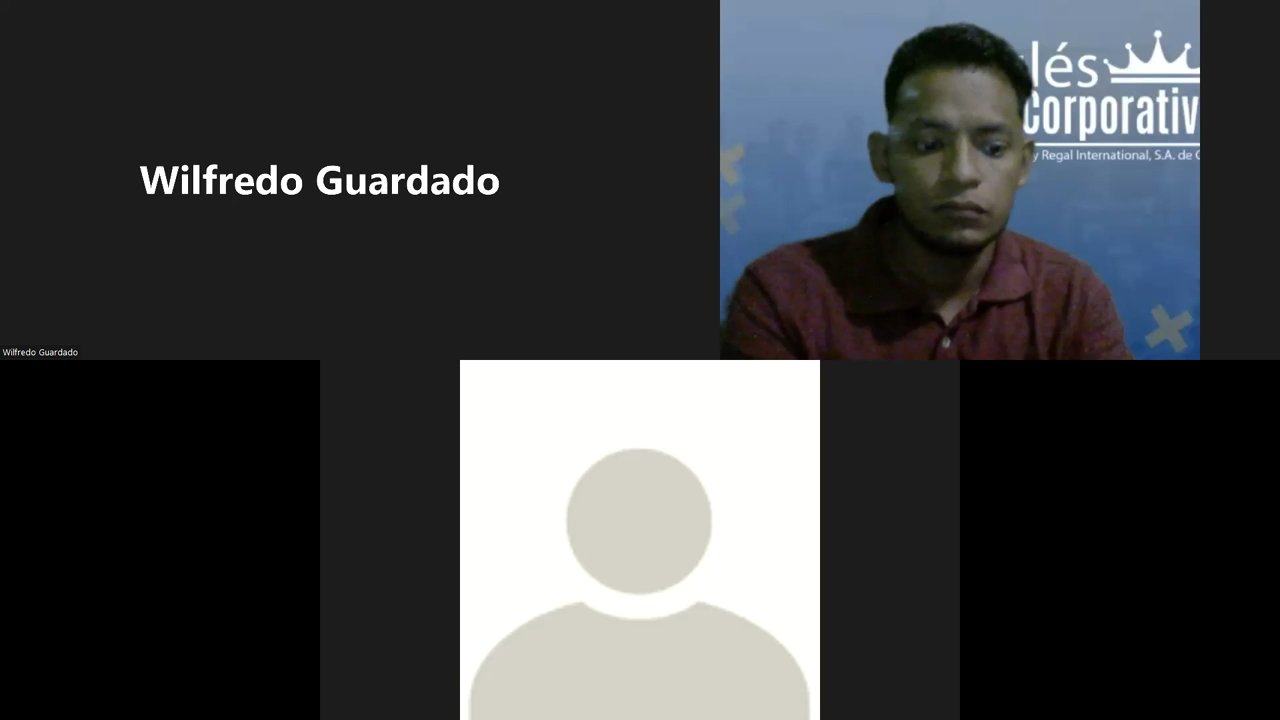 Wilfredo Guardado
Wilfredo Guardado
lés
Corporativ
y Regal International, S.A. de C